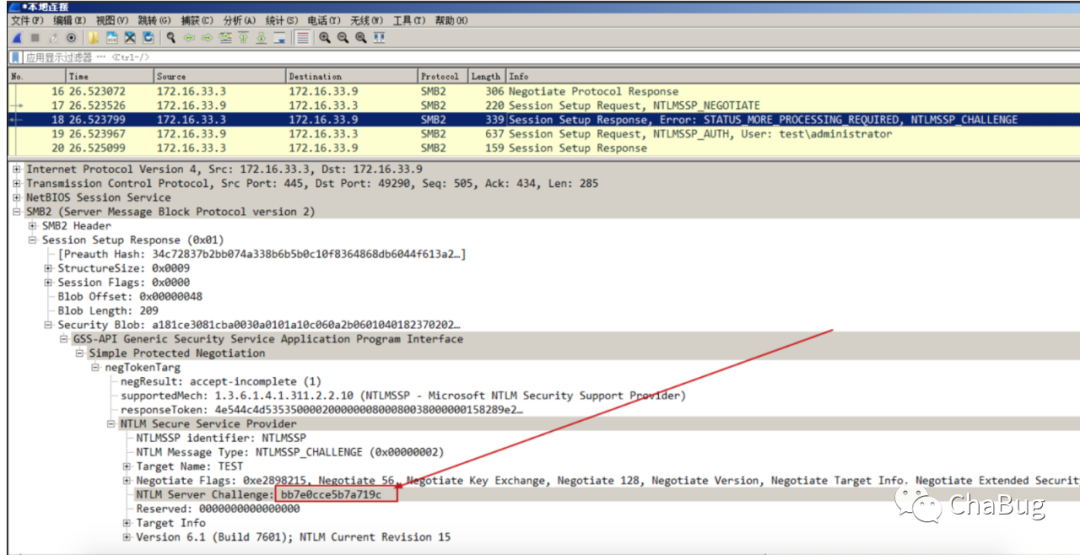 *本地连接
文件(F) 编辑(E) 视图(V) 跳转(G) 捕获(C) 分析(A) 统计(S) 电话(T) 无线(W) 工具(T) 帮助(H)
应用显示过滤器 … <Ctrl-/>
No. Time Source Destination Protocol Length Info
16 26.523072 172.16.33.3 172.16.33.9 SMB2 306 Negotiate Protocol Response
17 26.523526 172.16.33.9 172.16.33.3 SMB2 220 Session Setup Request, NTLMSSP_NEGOTIATE
18 26.523799 172.16.33.3 172.16.33.9 SMB2 339 Session Setup Response, Error: STATUS_MORE_PROCESSING_REQUIRED, NTLMSSP_CHALLENGE
19 26.523967 172.16.33.9 172.16.33.3 SMB2 637 Session Setup Request, NTLMSSP_AUTH, User: test\administrator
20 26.525099 172.16.33.3 172.16.33.9 SMB2 159 Session Setup Response
Internet Protocol Version 4, Src: 172.16.33.3, Dst: 172.16.33.9
Transmission Control Protocol, Src Port: 445, Dst Port: 49290, Seq: 505, Ack: 434, Len: 285
NetBIOS Session Service
SMB2 (Server Message Block Protocol version 2)
SMB2 Header
Session Setup Response (0x01)
[Preauth Hash: 34c72837b2bb074a338b6b5b0c10f8364868db6044f613a2…]
StructureSize: 0x0009
Session Flags: 0x0000
Blob Offset: 0x00000048
Blob Length: 209
Security Blob: a181ce3081cba0030a0101a10c060a2b0601040182370202…
GSS-API Generic Security Service Application Program Interface
Simple Protected Negotiation
negTokenTarg
negResult: accept-incomplete (1)
supportedMech: 1.3.6.1.4.1.311.2.2.10 (NTLMSSP - Microsoft NTLM Security Support Provider)
responseToken: 4e544c4d53535000020000000800080038000000158289e2…
NTLM Secure Service Provider
NTLMSSP identifier: NTLMSSP
NTLM Message Type: NTLMSSP_CHALLENGE (0x00000002)
Target Name: TEST
Negotiate Flags: 0xe2898215, Negotiate 56, Negotiate Key Exchange, Negotiate 128, Negotiate Version, Negotiate Target Info, Negotiate Extended Security
NTLM Server Challenge: bb7e0cce5b7a719c
Reserved: 0000000000000000
Target Info
Version 6.1 (Build 7601); NTLM Current Revision 15
ChaBug